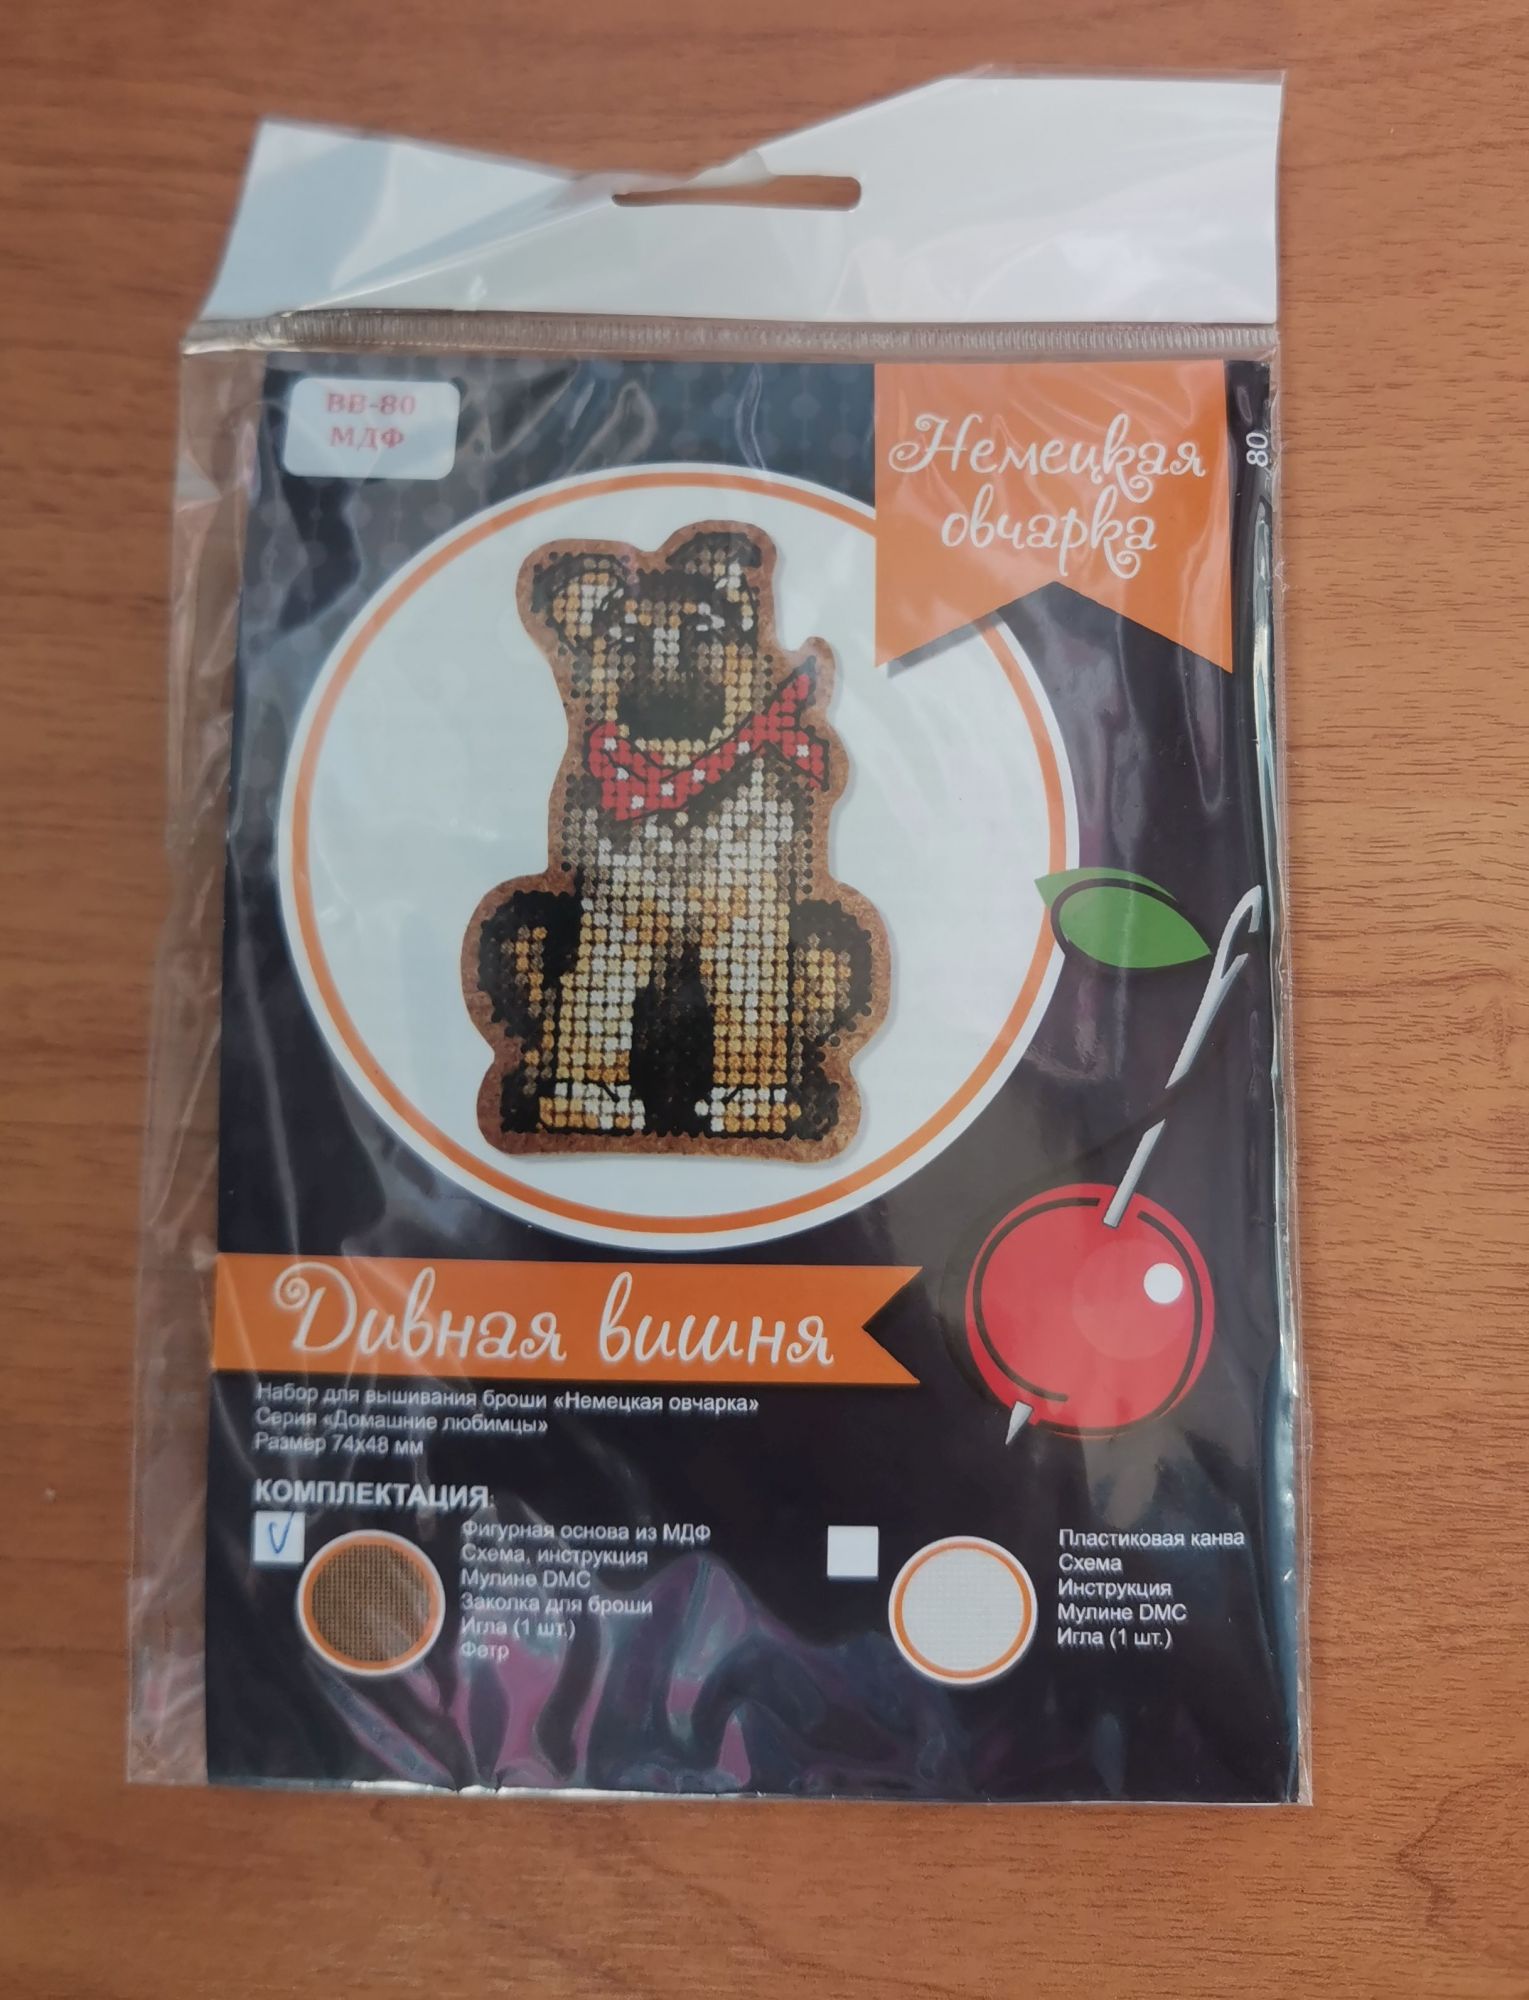 ВВ-80
МДФ
Немецкая
овчарка
80
Дивная вишня
Набор для вышивания броши «Немецкая овчарка»
Серия «Домашние любимцы»
Размер 74х48 мм
КОМПЛЕКТАЦИЯ:
Фигурная основа из МДФ
Схема, инструкция
Мулине DMC
Заколка для броши
Игла (1 шт.)
Фетр
Пластиковая канва
Схема
Инструкция
Мулине DMC
Игла (1 шт.)